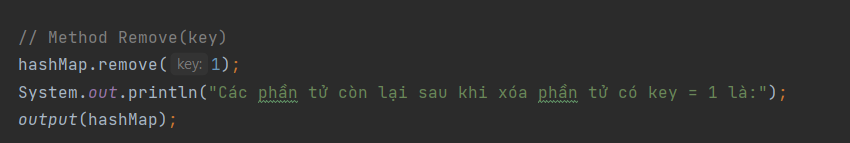 // Method Remove(key)
hashMap.remove( key: 1);
System.out.println("Các phần tử còn lại sau khi xóa phần tử có key = 1 là:");
output(hashMap);